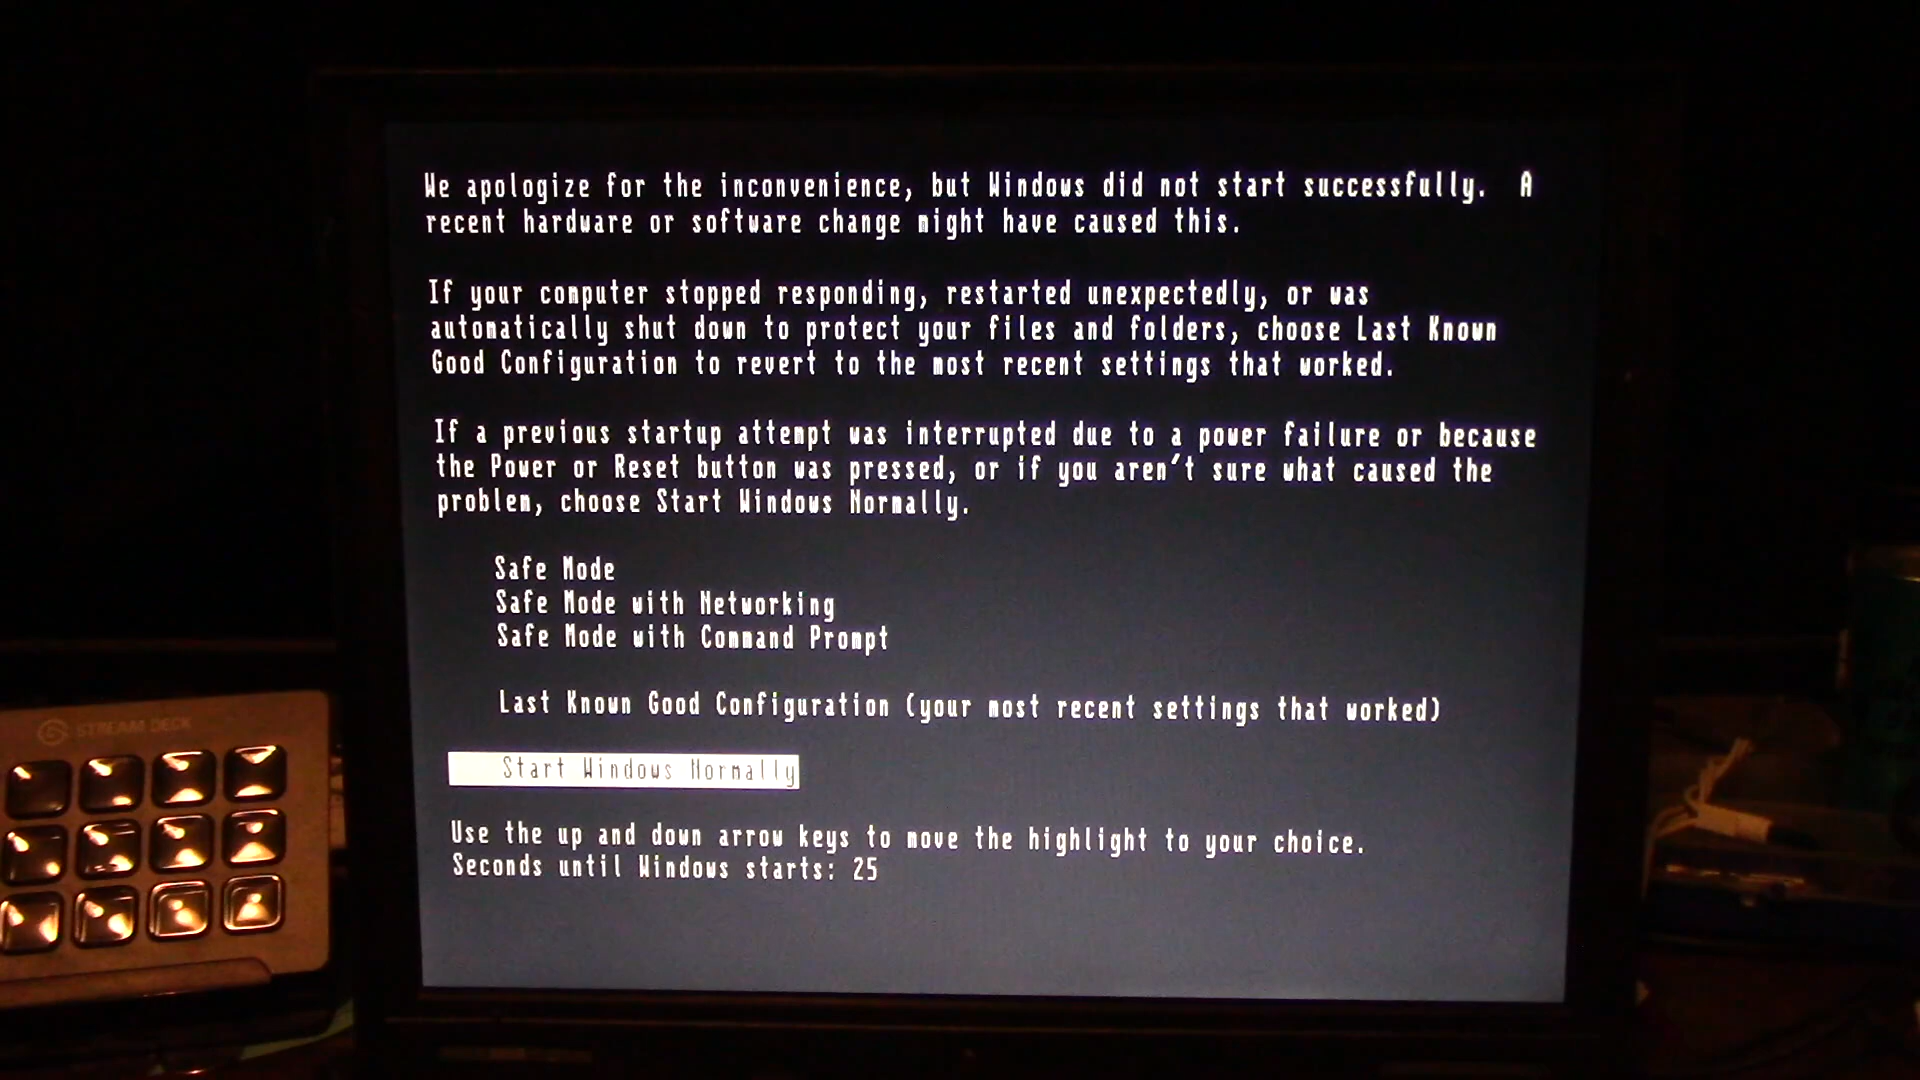 We apologize for the inconvenience, but Windows did not start successfully.  A
recent hardware or software change might have caused this.
If your computer stopped responding, restarted unexpectedly, or was
automatically shut down to protect your files and folders, choose Last Known
Good Configuration to revert to the most recent settings that worked.
If a previous startup attempt was interrupted due to a power failure or because
the Power or Reset button was pressed, or if you aren't sure what caused the
problem, choose Start Windows Normally.
Safe Mode
Safe Mode with Networking
Safe Mode with Command Prompt
Last Known Good Configuration (your most recent settings that worked)
Start Windows Normally
Use the up and down arrow keys to move the highlight to your choice.
Seconds until Windows starts: 25
STREAM DECK